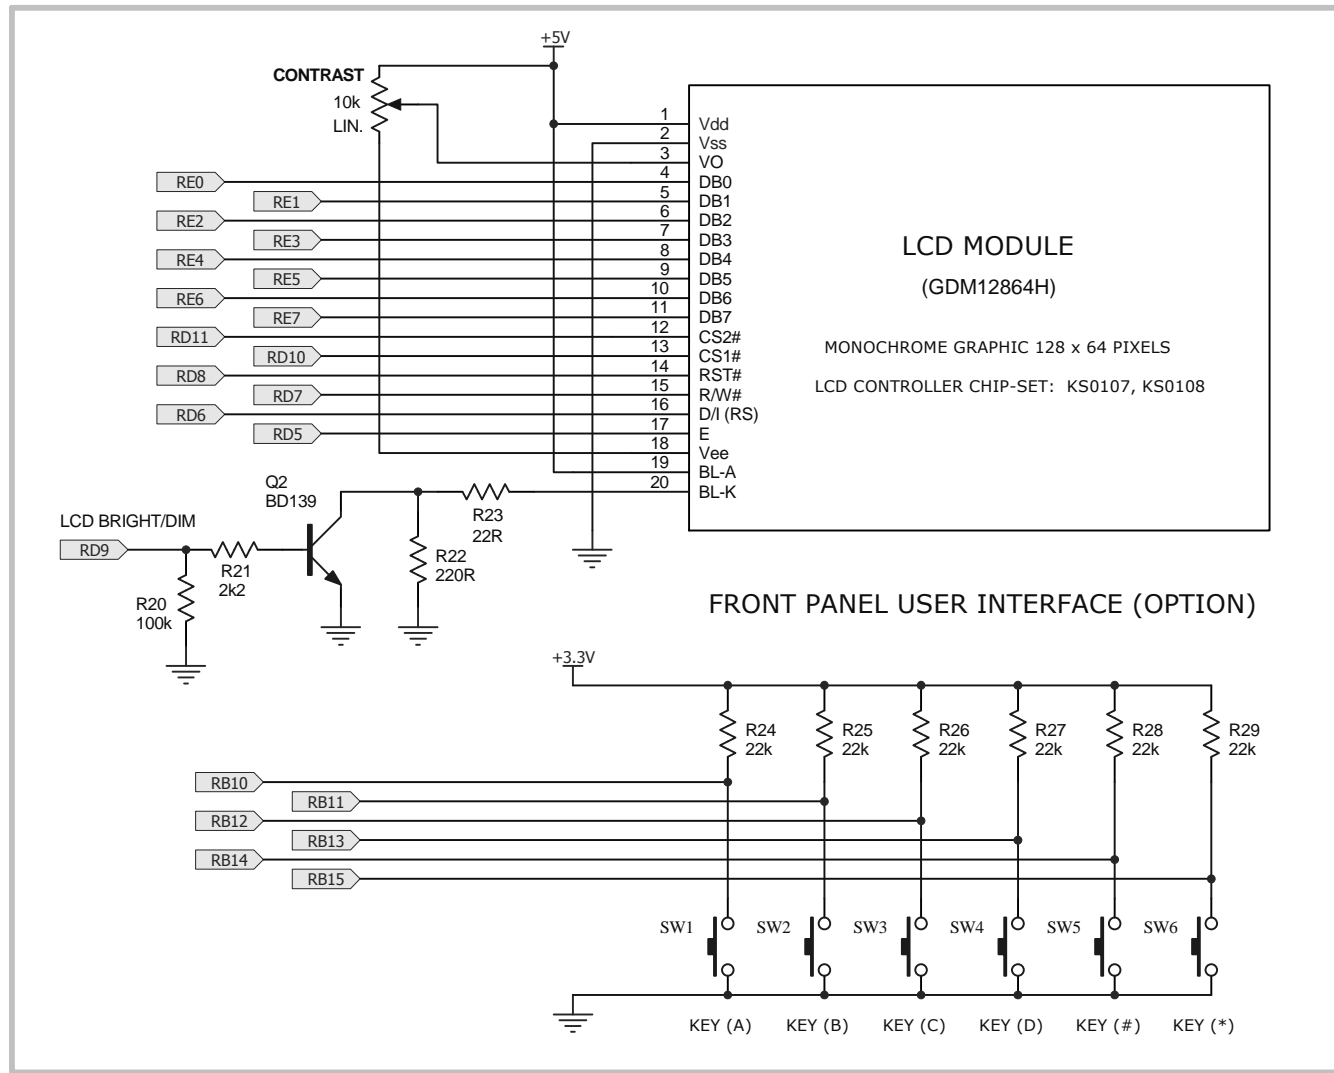 +5V
CONTRAST
10k
LIN.
1 Vdd
2 Vss
3 VO
RE0 4 DB0
RE1 5 DB1
RE2 6 DB2
RE3 7 DB3
RE4 8 DB4
RE5 9 DB5
RE6 10 DB6
RE7 11 DB7
RD11 12 CS2#
RD10 13 CS1#
RD8 14 RST#
RD7 15 R/W#
RD6 16 D/I (RS)
RD5 17 E
18 Vee
19 BL-A
20 BL-K
LCD MODULE
(GDM12864H)
MONOCHROME GRAPHIC 128 x 64 PIXELS
LCD CONTROLLER CHIP-SET: KS0107, KS0108
Q2
BD139
R23
22R
LCD BRIGHT/DIM
RD9
R21
2k2
R22
220R
R20
100k
FRONT PANEL USER INTERFACE (OPTION)
+3.3V
R24
22k
R25
22k
R26
22k
R27
22k
R28
22k
R29
22k
RB10
RB11
RB12
RB13
RB14
RB15
SW1 SW2 SW3 SW4 SW5 SW6
KEY (A) KEY (B) KEY (C) KEY (D) KEY (#) KEY (*)